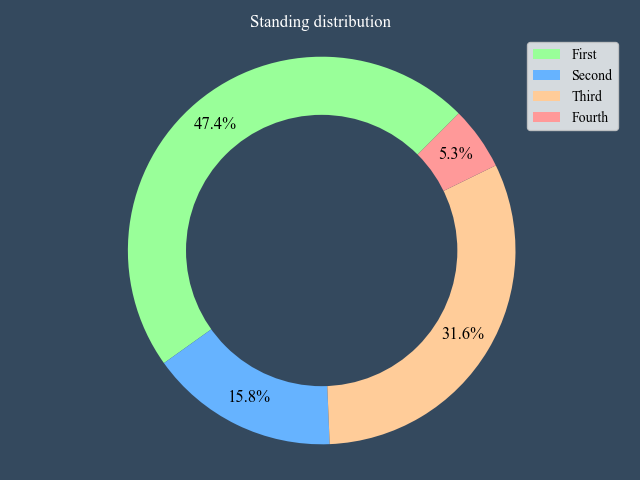 Standing distribution
First
Second
Third
Fourth
47.4%
5.3%
31.6%
15.8%